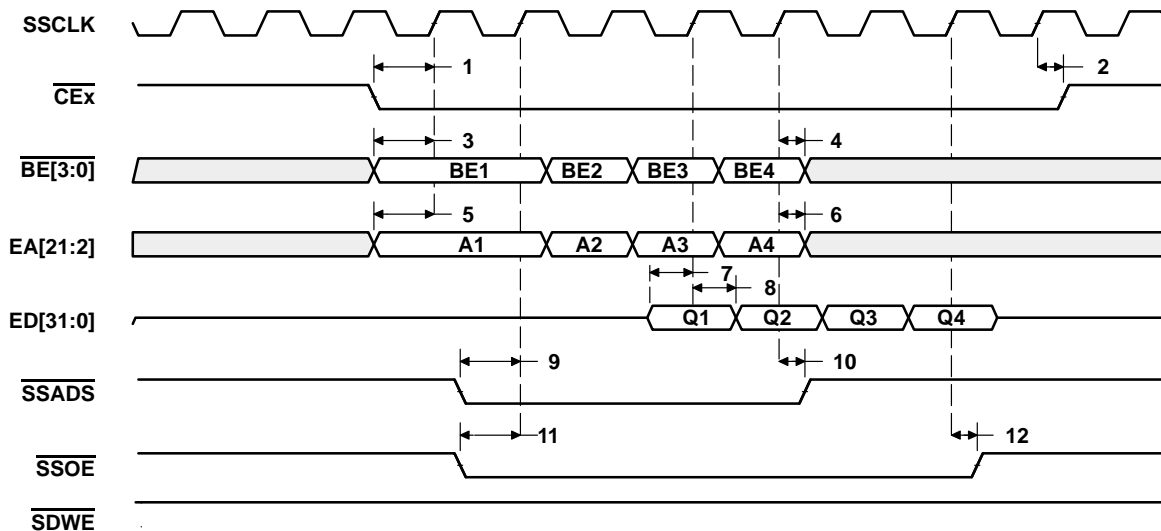 SSCLK
1
2
CEx
3
4
BE[3:0]
BE1
BE2
BE3
BE4
5
6
EA[21:2]
A1
A2
A3
A4
7
8
ED[31:0]
Q1
Q2
Q3
Q4
9
10
SSADS
11
12
SSOE
SDWE